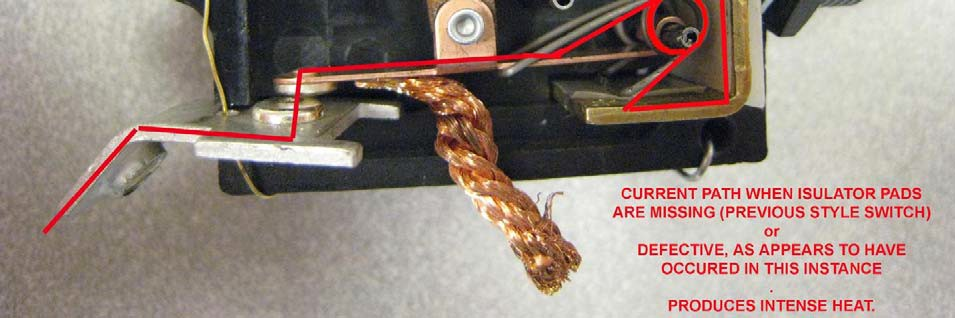 CURRENT PATH WHEN ISULATOR PADS
ARE MISSING (PREVIOUS STYLE SWITCH)
or
DEFECTIVE, AS APPEARS TO HAVE
OCCURED IN THIS INSTANCE
.
PRODUCES INTENSE HEAT.